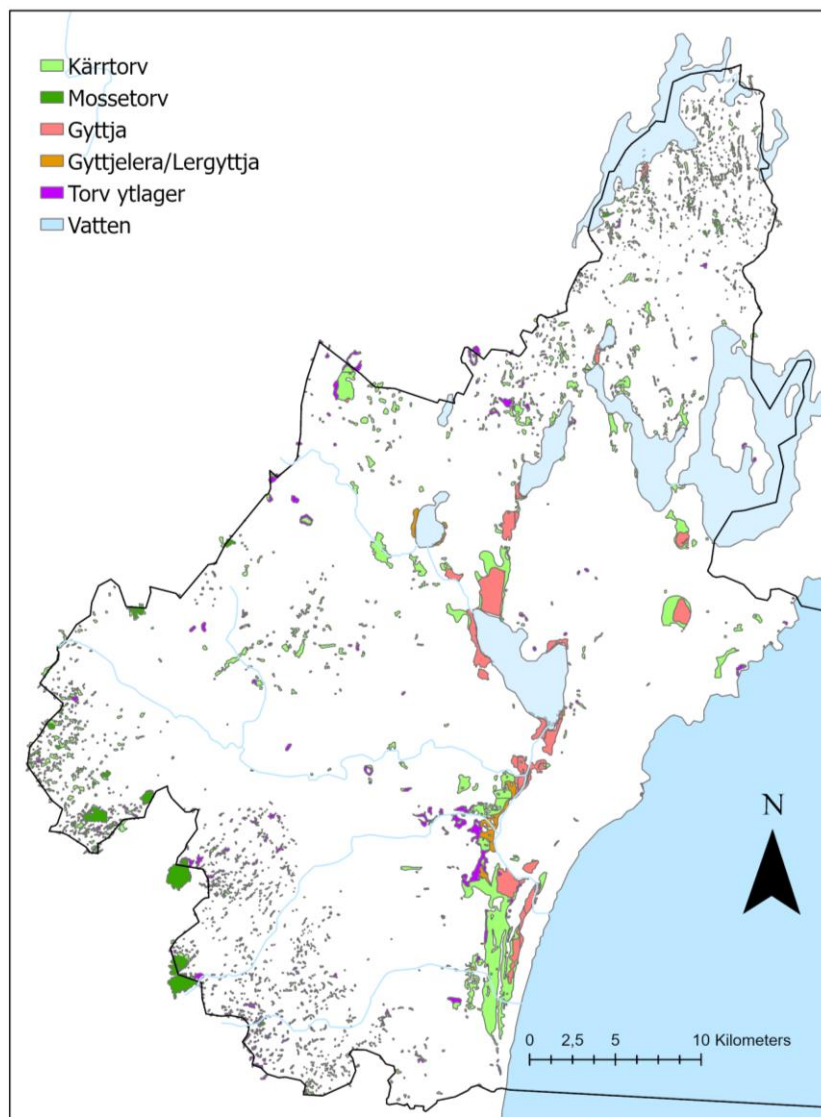 Kärrtorv
Mossetorv
Gyttja
Gyttjelera/Lergyttja
Torv ytlager
Vatten
N
0 2,5 5 10 Kilometers